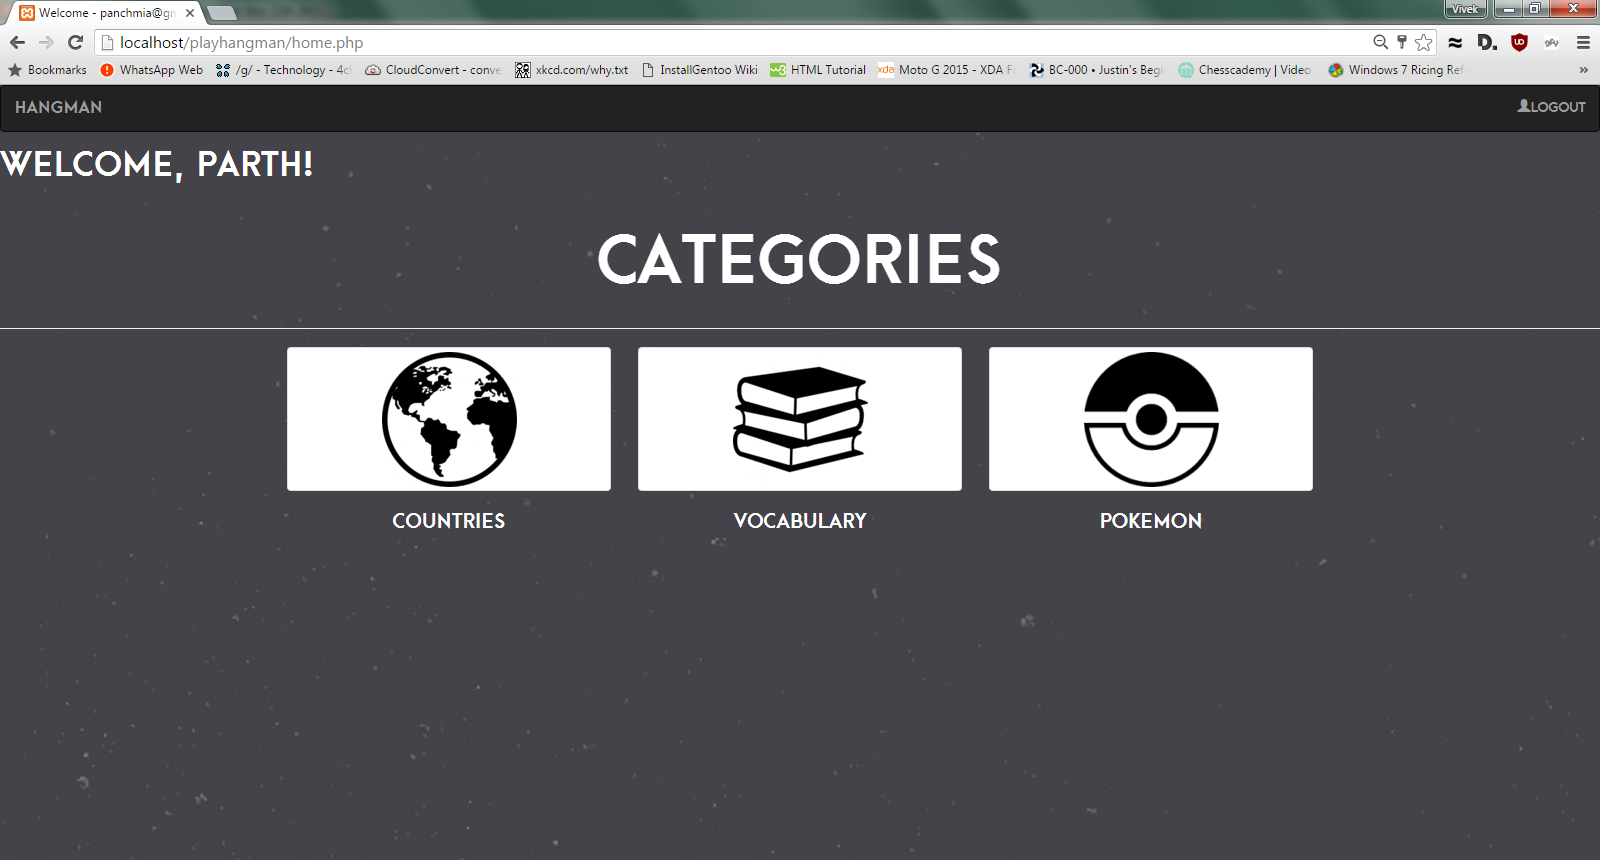 Welcome - panchmia@gm
Vivek
localhost/playhangman/home.php
Bookmarks WhatsApp Web /g/ - Technology - 4c CloudConvert - conve xkcd.com/why.txt InstallGentoo Wiki HTML Tutorial Moto G 2015 - XDA F BC-000 • Justin's Begi Chesscademy | Video Windows 7 Ricing Ref »
HANGMAN
LOGOUT
WELCOME, PARTH!
CATEGORIES
COUNTRIES VOCABULARY POKEMON